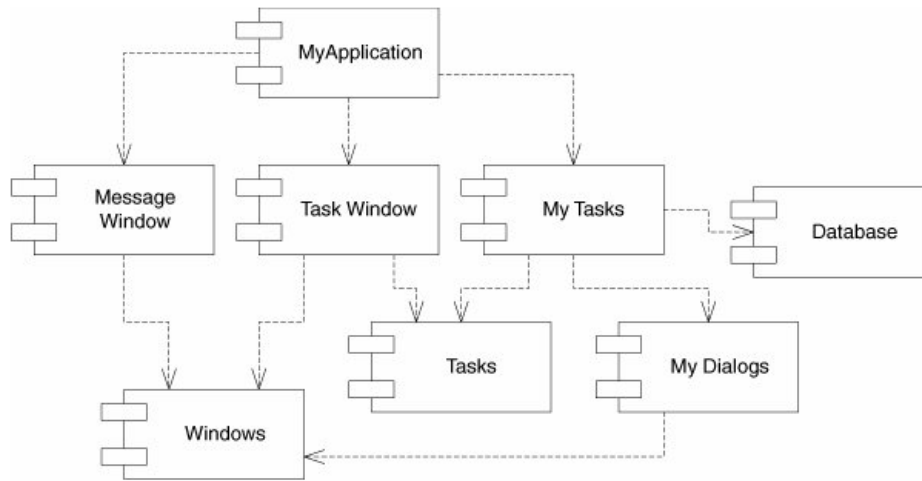 MyApplication
Message
Window
Task Window
My Tasks
Database
Tasks
My Dialogs
Windows